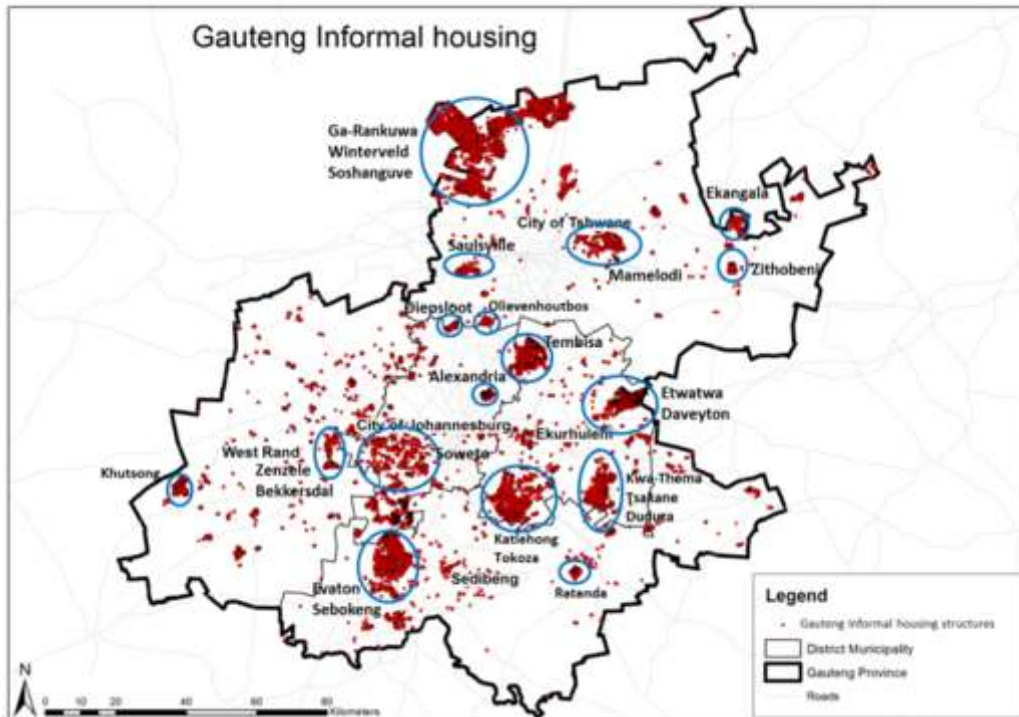 Gauteng Informal housing
Ga-Rankuwa
Winterveld
Soshanguve
Ekangala
City of Tshwane
Saulsville
Mamelodi
Zithobeni
Diepsloot
Olievenhoutbos
Tembisa
Alexandria
Etwatwa
Daveyton
City of Johannesburg
Ekurhuleni
West Rand
Soweto
Khutsong
Zenzele
Bekkersdal
Kwa-Thema
Tsakane
Duduza
Katlehong
Tokoza
Evaton
Sebokeng
Sedibeng
Ratanda
Legend
Gauteng Informal housing structures
District Municipality
Gauteng Province
Roads
N
0 10 20 40 60 80
Kilometers